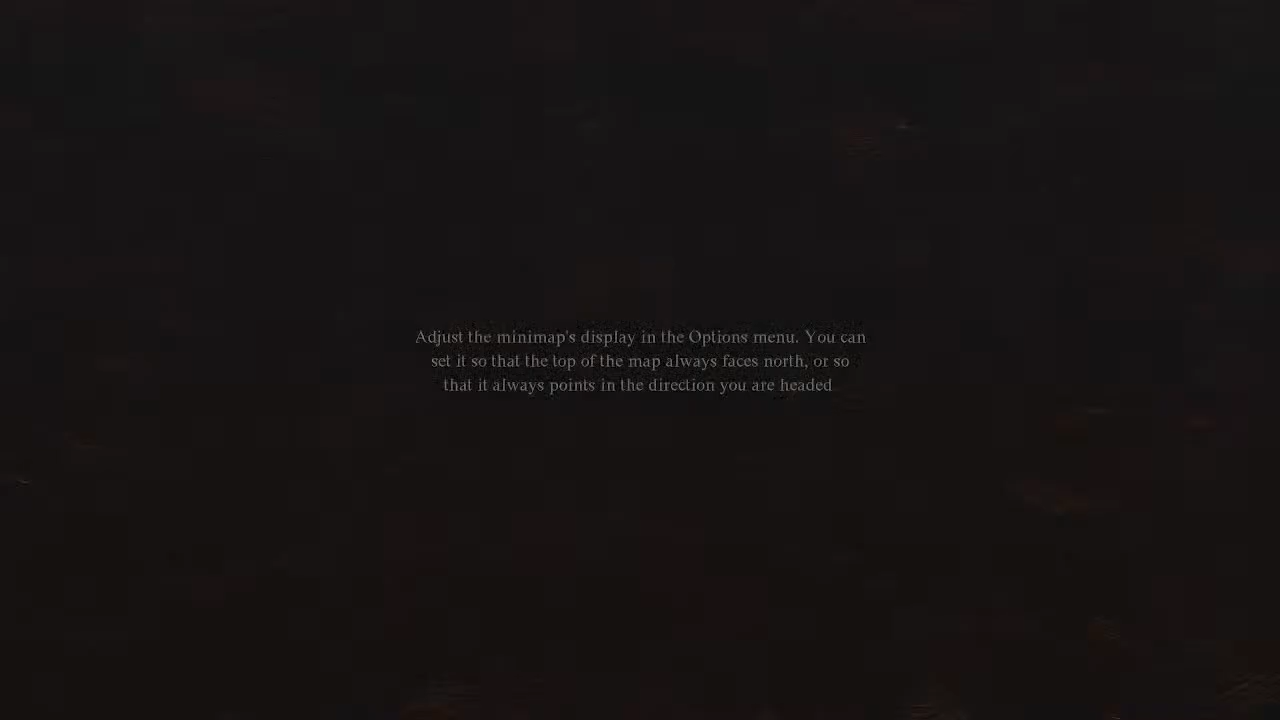 Adjust the minimap's display in the Options menu. You can
set it so that the top of the map always faces north, or so
that it always points in the direction you are headed